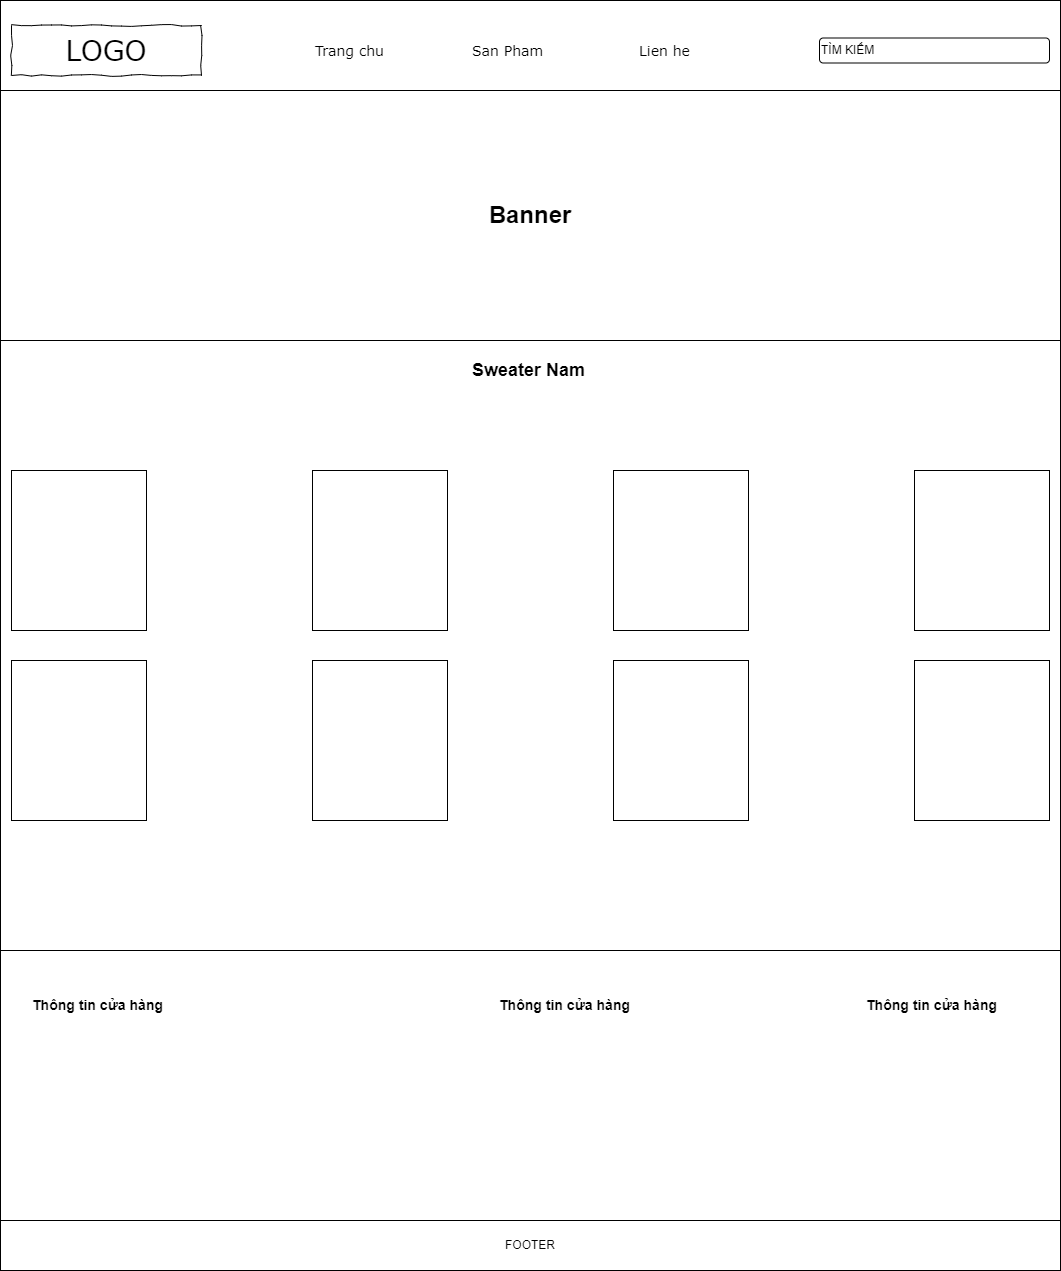 LOGO
Trang chu
San Pham
Lien he
TÌM KIẾM
Banner
Sweater Nam
Thông tin cửa hàng
Thông tin cửa hàng
Thông tin cửa hàng
FOOTER